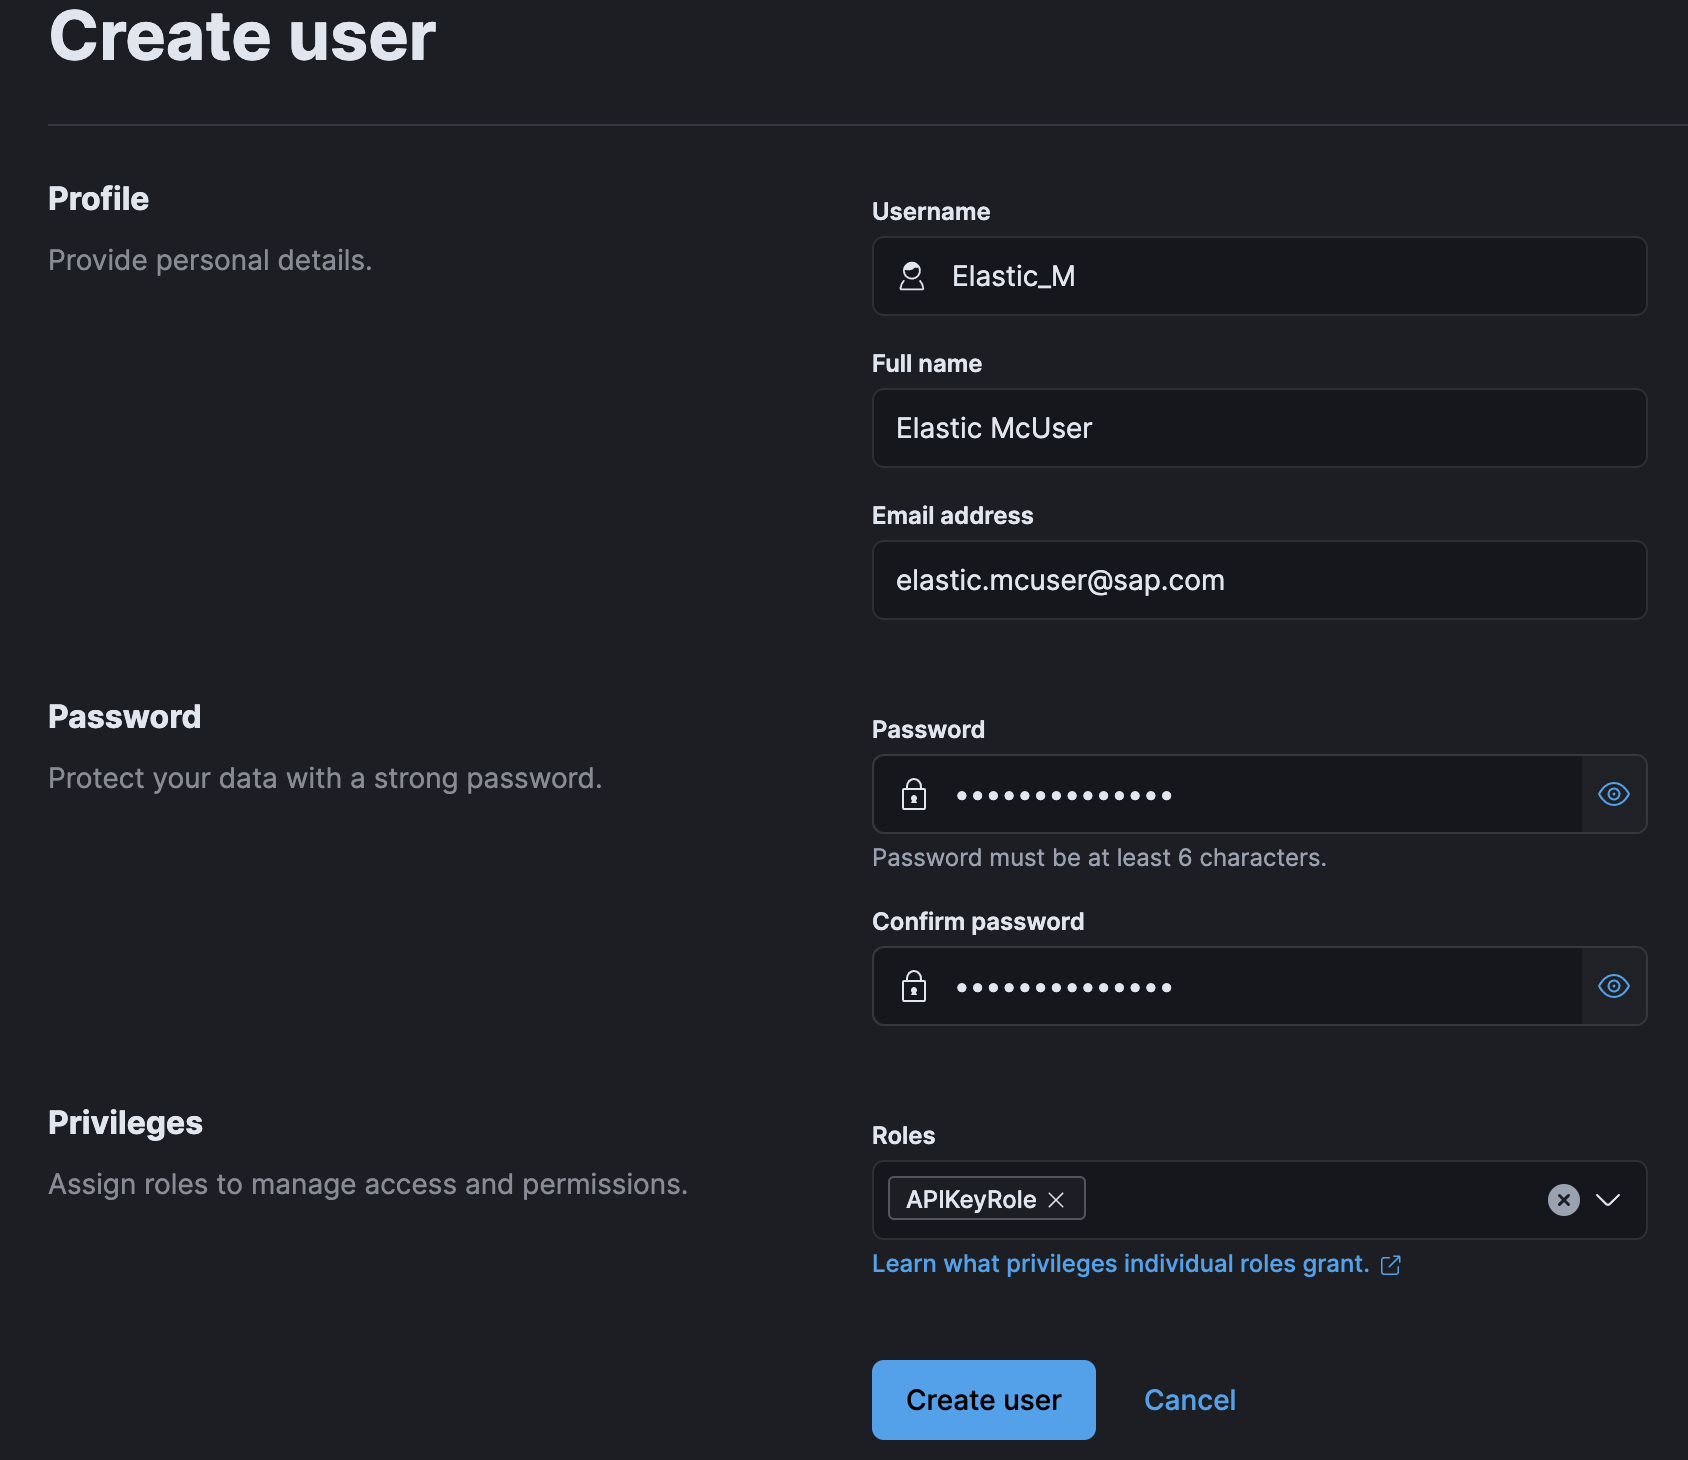 Create user
Profile
Provide personal details.
Username
Elastic_M
Full name
Elastic McUser
Email address
elastic.mcuser@sap.com
Password
Protect your data with a strong password.
Password
••••••••••••••
Password must be at least 6 characters.
Confirm password
••••••••••••••
Privileges
Assign roles to manage access and permissions.
Roles
APIKeyRole
Learn what privileges individual roles grant.
Create user
Cancel